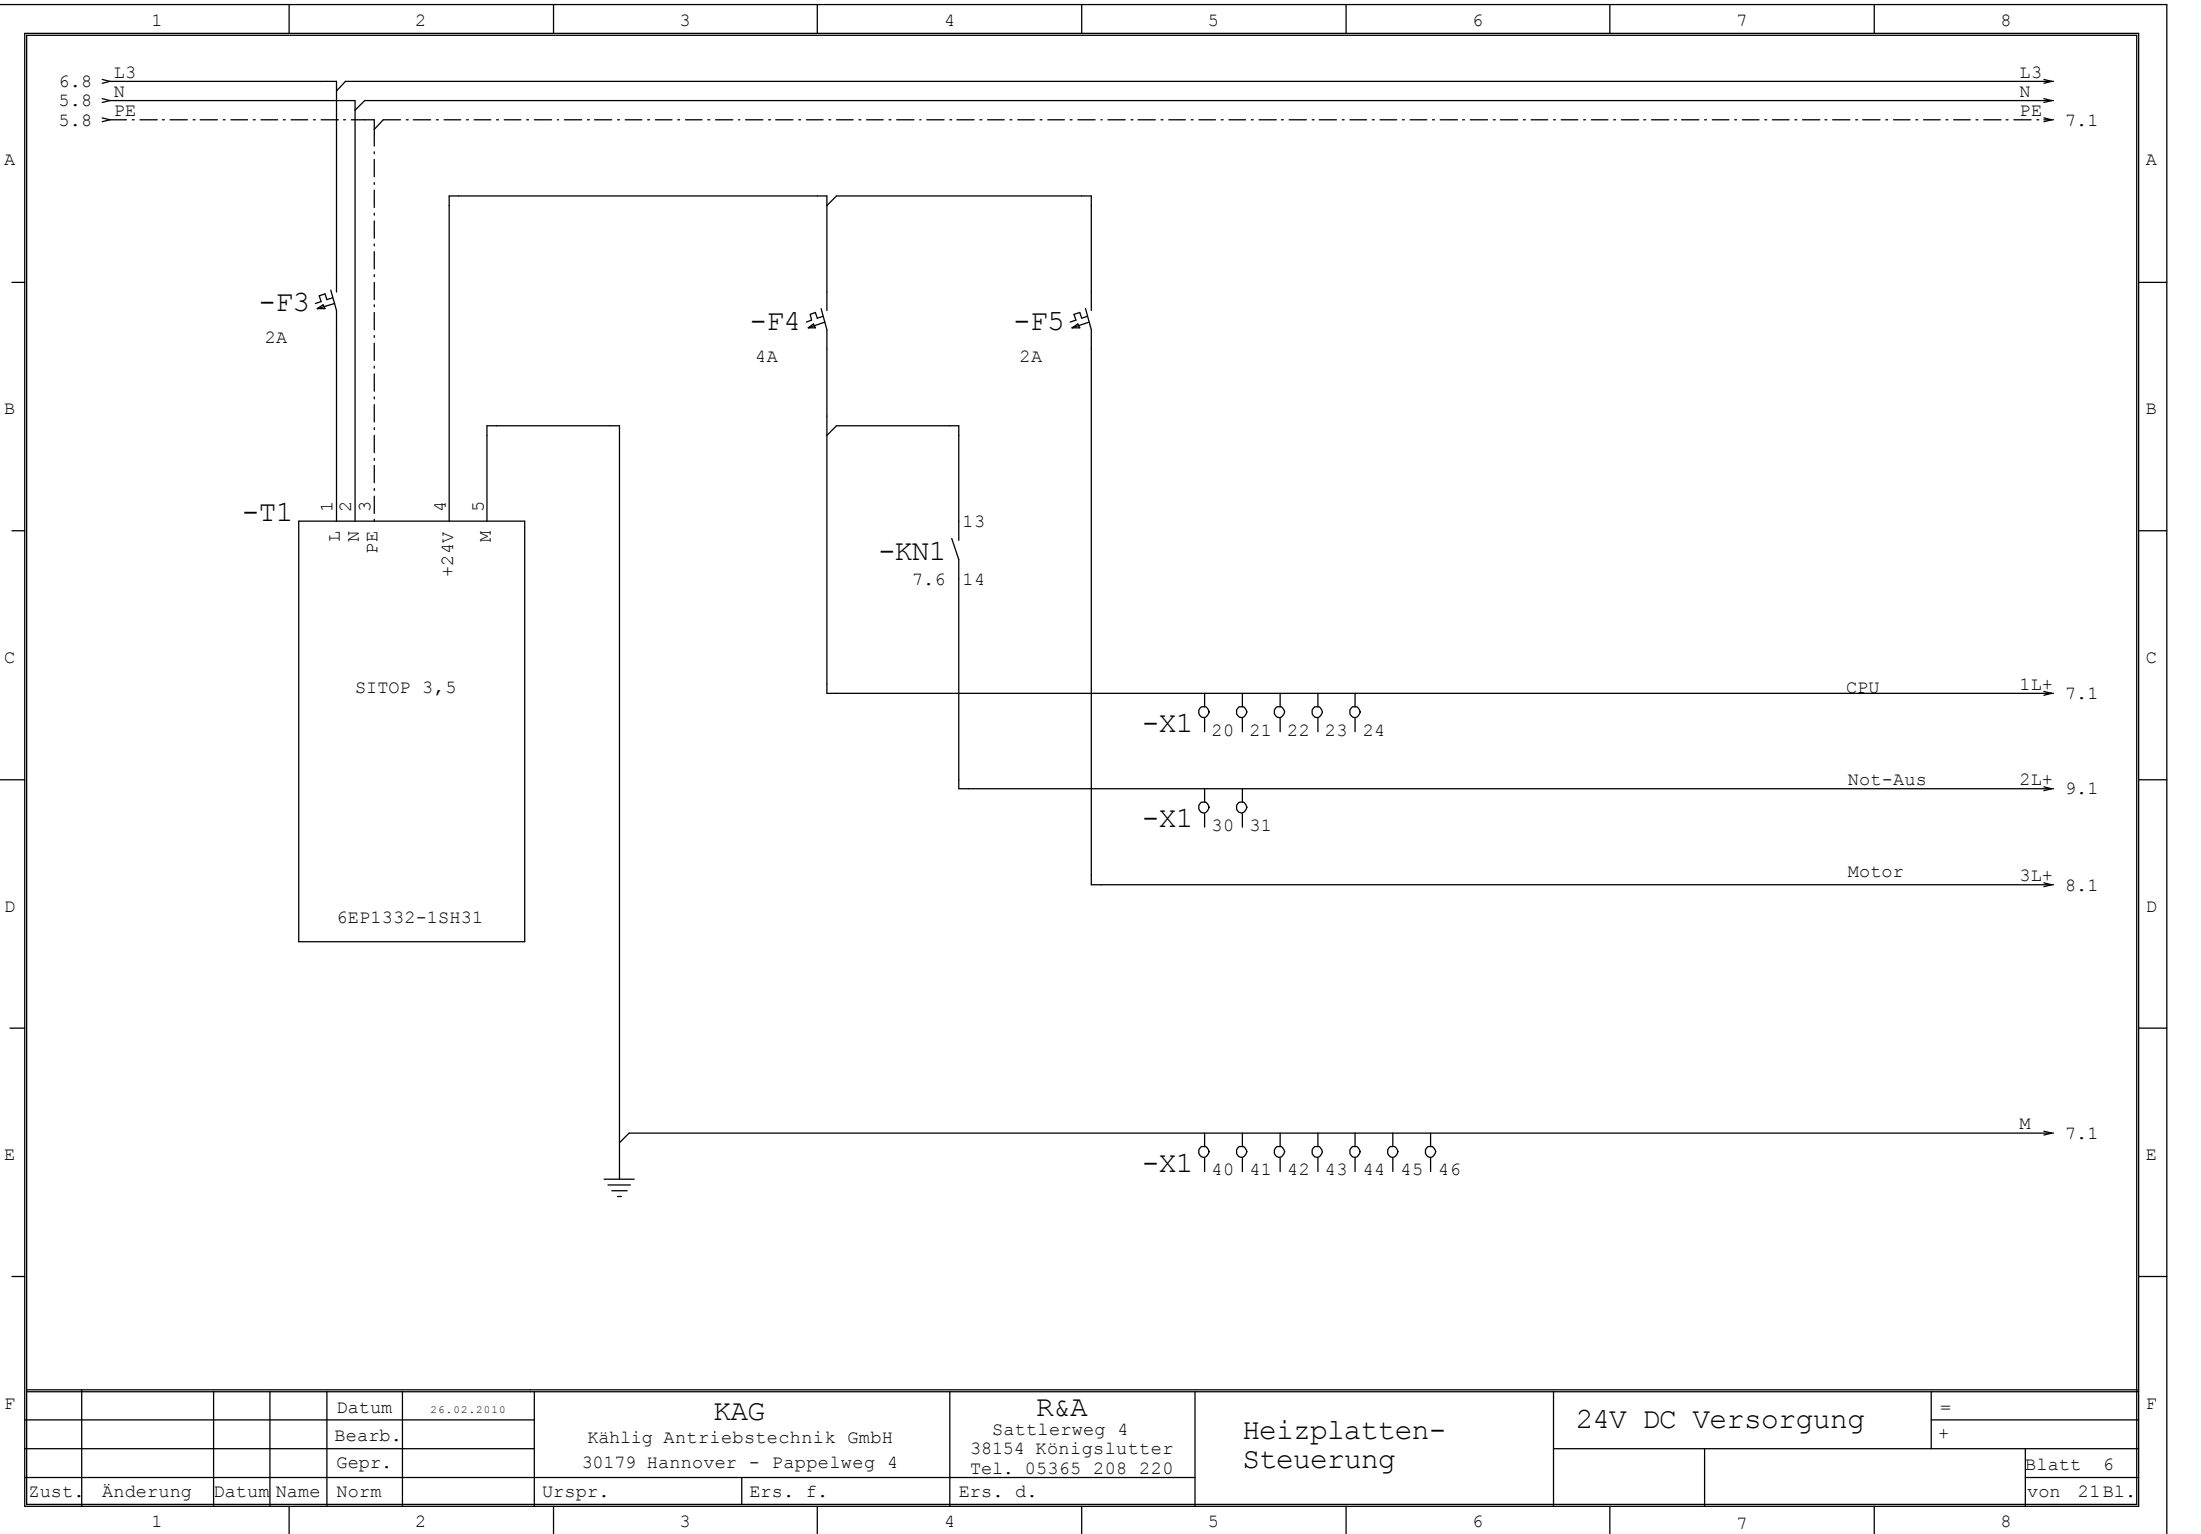 1 2 3 4 5 6 7 8
6.8 L3 L3
5.8 N N
5.8 PE PE 7.1
A A
-F3
2A
-F4
4A
-F5
2A
B B
-T1 1 2 3 4 5
L N PE +24V M
13
-KN1
7.6 14
C C
SITOP 3,5
CPU 1L+ 7.1
-X1 20 21 22 23 24
Not-Aus 2L+ 9.1
-X1 30 31
Motor 3L+ 8.1
D D
6EP1332-1SH31
M 7.1
E E
-X1 40 41 42 43 44 45 46
F F
Datum 26.02.2010
Bearb.
Gepr.
Zust. Änderung Datum Name Norm
KAG
Kählig Antriebstechnik GmbH
30179 Hannover - Pappelweg 4
Urspr. Ers. f. Ers. d.
R&A
Sattlerweg 4
38154 Königslutter
Tel. 05365 208 220
Heizplatten-
Steuerung
24V DC Versorgung
=
+
Blatt 6
von 21Bl.
1 2 3 4 5 6 7 8